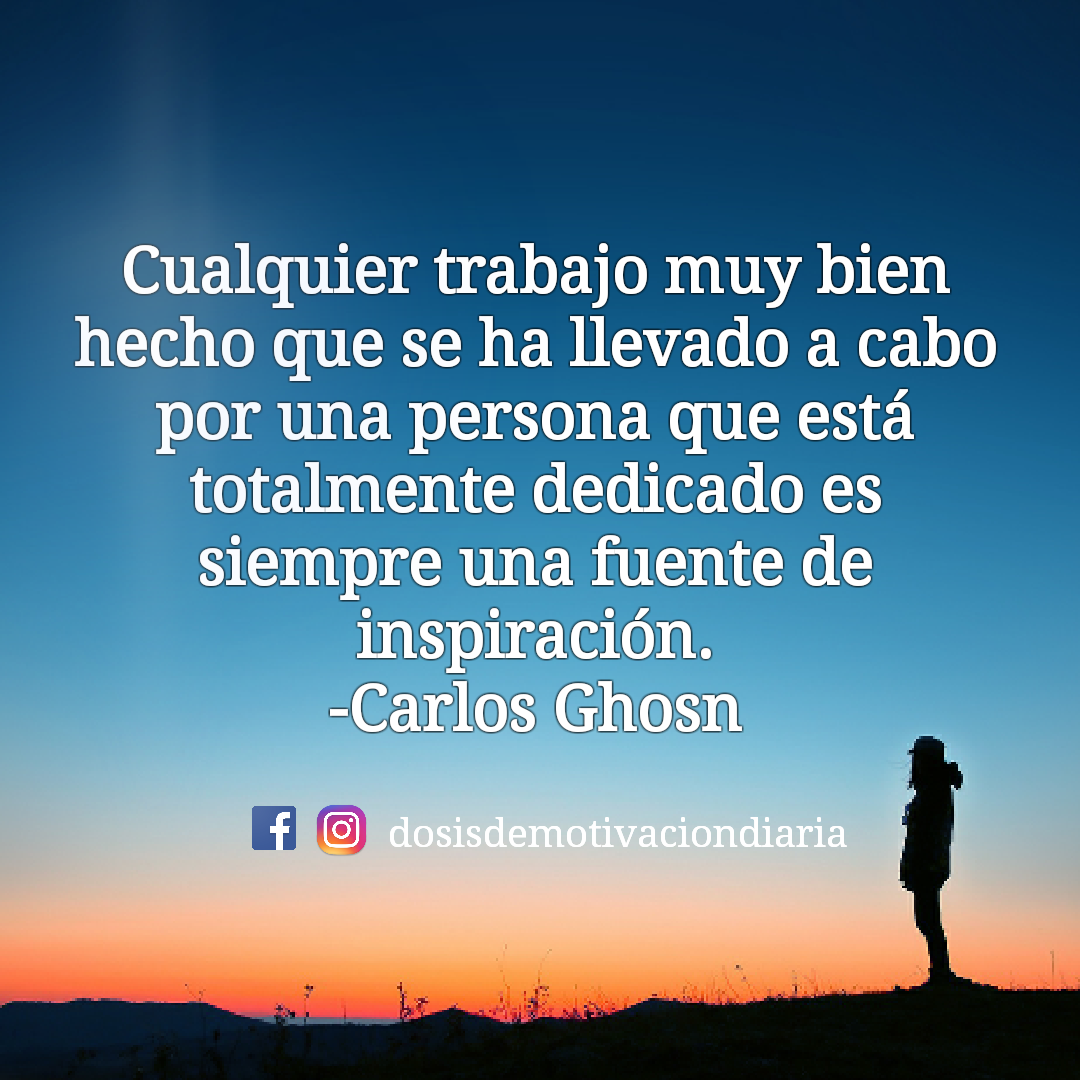 Cualquier trabajo muy bien
hecho que se ha llevado a cabo
por una persona que está
totalmente dedicado es
siempre una fuente de
inspiración.
-Carlos Ghosn
dosisdemotivaciondiaria